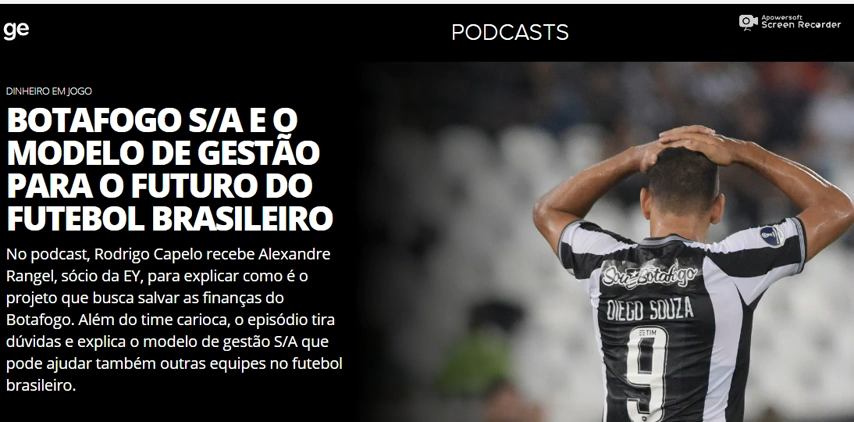 ge
PODCASTS
Apowersoft
Screen Recorder
DINHEIRO EM JOGO
BOTAFOGO S/A E O
MODELO DE GESTÃO
PARA O FUTURO DO
FUTEBOL BRASILEIRO
No podcast, Rodrigo Capelo recebe Alexandre
Rangel, sócio da EY, para explicar como é o
projeto que busca salvar as finanças do
Botafogo. Além do time carioca, o episódio tira
dúvidas e explica o modelo de gestão S/A que
pode ajudar também outras equipes no futebol
brasileiro.
Sou Botafogo
DIEGO SOUZA
9